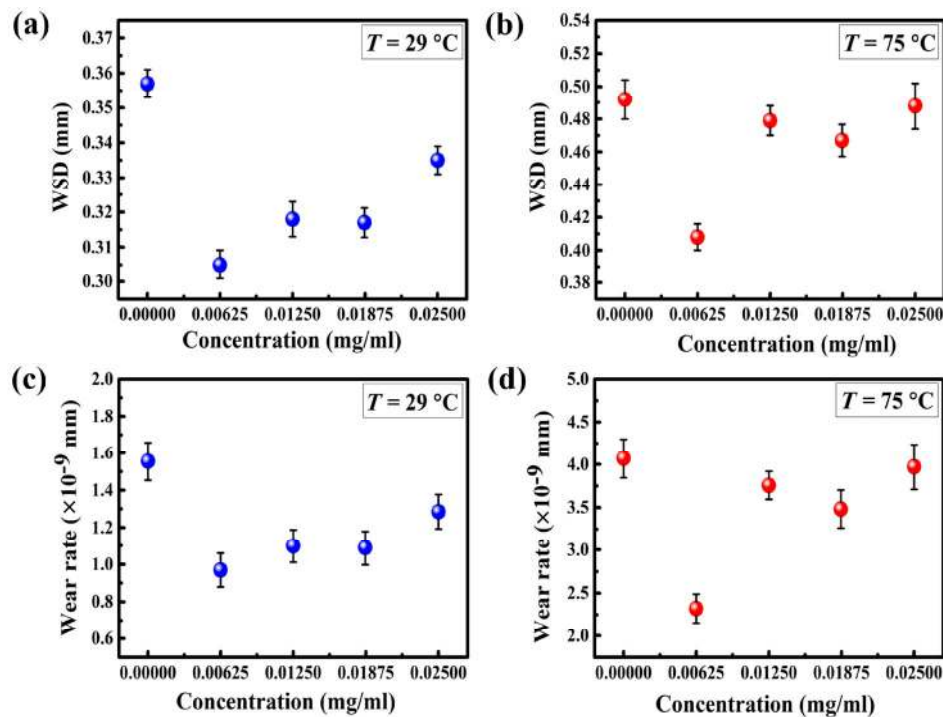 (a)
T = 29 °C
WSD (mm)
0.37
0.36
0.35
0.34
0.33
0.32
0.31
0.30
0.00000 0.00625 0.01250 0.01875 0.02500
Concentration (mg/ml)
(b)
T = 75 °C
WSD (mm)
0.54
0.52
0.50
0.48
0.46
0.44
0.42
0.40
0.38
0.00000 0.00625 0.01250 0.01875 0.02500
Concentration (mg/ml)
(c)
T = 29 °C
Wear rate (×10⁻⁹ mm)
2.0
1.8
1.6
1.4
1.2
1.0
0.8
0.6
0.00000 0.00625 0.01250 0.01875 0.02500
Concentration (mg/ml)
(d)
T = 75 °C
Wear rate (×10⁻⁹ mm)
5.0
4.5
4.0
3.5
3.0
2.5
2.0
0.00000 0.00625 0.01250 0.01875 0.02500
Concentration (mg/ml)